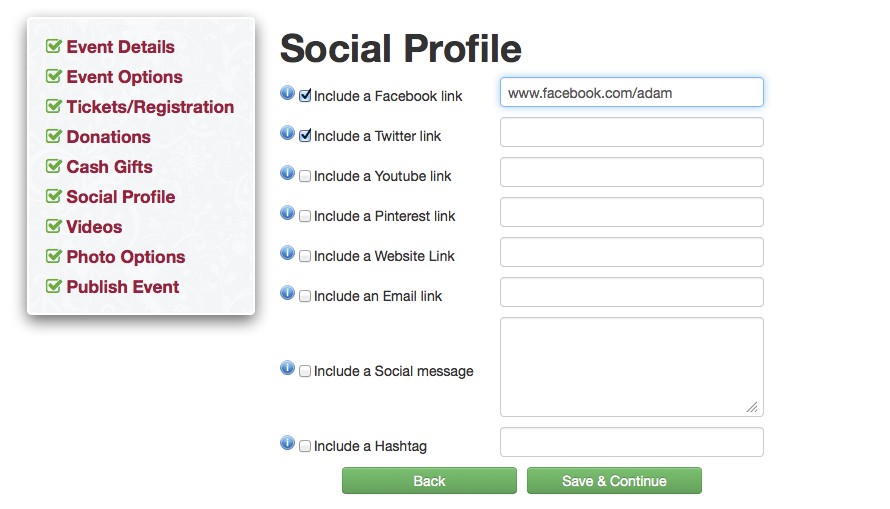 Event Details
Event Options
Tickets/Registration
Donations
Cash Gifts
Social Profile
Videos
Photo Options
Publish Event
Social Profile
Include a Facebook link www.facebook.com/adam
Include a Twitter link
Include a Youtube link
Include a Pinterest link
Include a Website Link
Include an Email link
Include a Social message
Include a Hashtag
Back Save & Continue